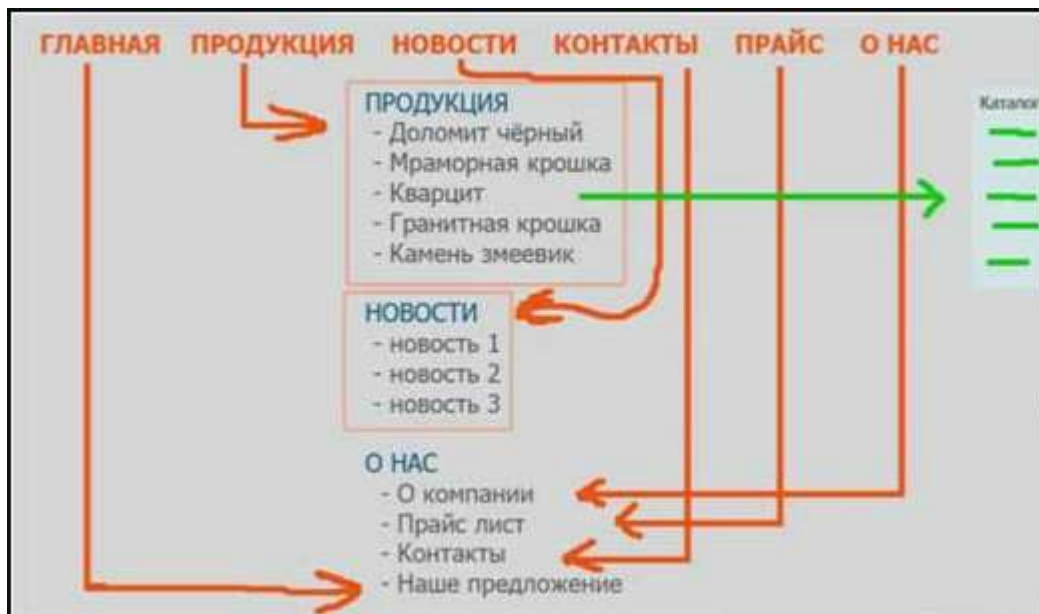 ГЛАВНАЯ ПРОДУКЦИЯ НОВОСТИ КОНТАКТЫ ПРАЙС О НАС
ПРОДУКЦИЯ
- Доломит чёрный
- Мраморная крошка
- Кварцит
- Гранитная крошка
- Камень змеевик
Каталог
НОВОСТИ
- новость 1
- новость 2
- новость 3
О НАС
- О компании
- Прайс лист
- Контакты
- Наше предложение